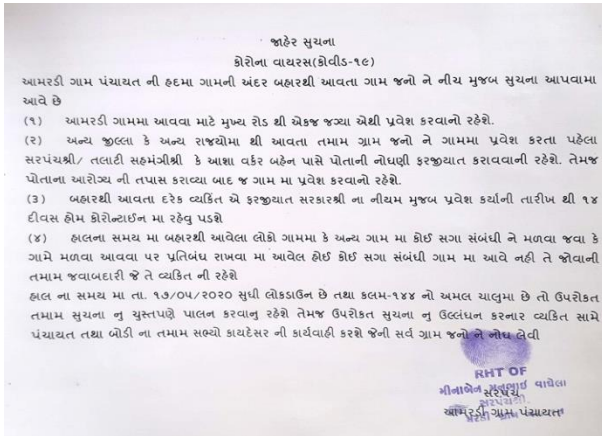 જાહેર સુચના
કોરોના વાયરસ(કોવીડ-૧૯)
આમરડી ગામ પંચાયત ની હદમા ગામની અંદર બહારથી આવતા ગામ જનો ને નીચ મુજબ સુચના આપવામા
આવે છે
(૧) આમરડી ગામમા આવવા માટે મુખ્ય રોડ થી એકજ જગ્યા એથી પ્રવેશ કરવાનો રહેશે.
(૨) અન્ય જીલ્લા કે અન્ય રાજયોમા થી આવતા તમામ ગ્રામ જનો ને ગામમા પ્રવેશ કરતા પહેલા
સરપંચશ્રી/ તલાટી સહમંગીશ્રી કે આશા વર્કર બહેન પાસે પોતાની નોધણી ફરજીયાત કરાવવાની રહેશે. તેમજ
પોતાના આરોગ્ય ની તપાસ કરાવ્યા બાદ જ ગામ મા પ્રવેશ કરવાનો રહેશે.
(૩) બહારથી આવતા દરેક વ્યકિત એ ફરજીયાત સરકારશ્રી ના નીયમ મુજબ પ્રવેશ કર્યાની તારીખ થી ૧૪
દીવસ હોમ કોરોન્ટાઈન મા રહેવુ પડશે
(૪) હાલના સમય મા બહારથી આવેલા લોકો ગામમા કે અન્ય ગામ મા કોઈ સગા સંબંધી ને મળવા જવા કે
ગામે મળવા આવવા પર પ્રતિબંધ રાખવા મા આવેલ હોઈ કોઈ સગા સંબંધી ગામ મા આવે નહી તે જોવાની
તમામ જવાબદારી જે તે વ્યકિત ની રહેશે
હાલ ના સમય મા તા. ૧૭/૦૫/૨૦૨૦ સુધી લોકડાઉન છે તથા કલમ-૧૪૪ નો અમલ ચાલુમા છે તો ઉપરોકત
તમામ સુચના નુ ચુસ્તપણે પાલન કરવાનુ રહેશે તેમજ ઉપરોકત સુચના નુ ઉલ્લંઘન કરનાર વ્યકિત સામે
પંચાયત તથા બોડી ના તમામ સભ્યો કાયદેસર ની કાર્યવાહી કરશે જેની સર્વ ગ્રામ જનો ને નોધ લેવી
RHT OF
મીનાબેન મનુભાઈ વાઘેલા
સરપંચ
સરપંચશ્રી
આમરડી ગ્રામ પંચાયત